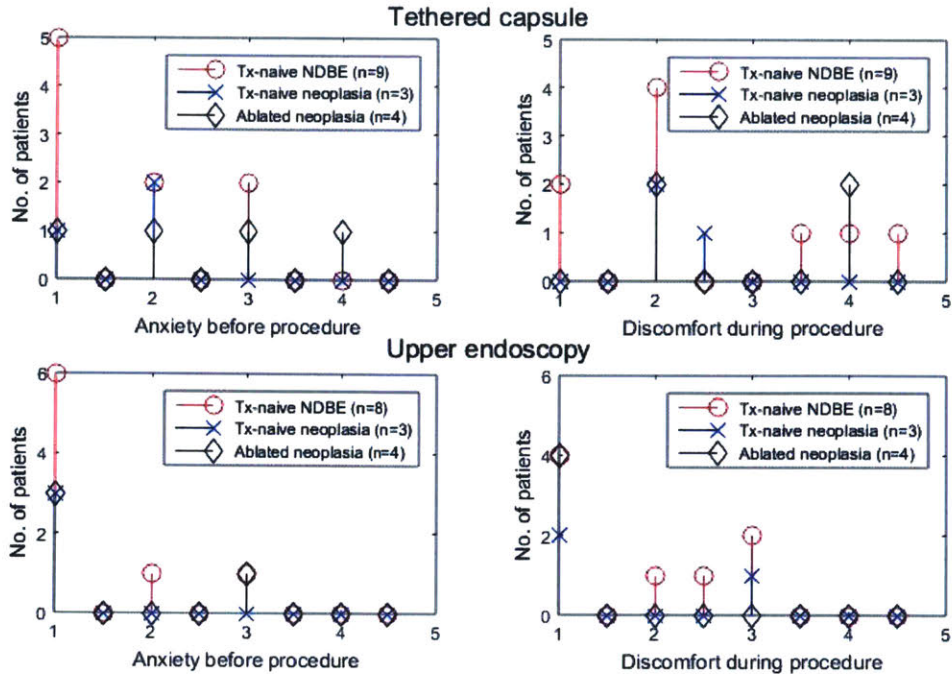 Tethered capsule
5
4
3
2
1
0
1 2 3 4 5
No. of patients
Anxiety before procedure
Tx-naive NDBE (n=9)
Tx-naive neoplasia (n=3)
Ablated neoplasia (n=4)
5
4
3
2
1
0
1 2 3 4 5
No. of patients
Discomfort during procedure
Tx-naive NDBE (n=9)
Tx-naive neoplasia (n=3)
Ablated neoplasia (n=4)
Upper endoscopy
6
4
2
0
1 2 3 4 5
No. of patients
Anxiety before procedure
Tx-naive NDBE (n=8)
Tx-naive neoplasia (n=3)
Ablated neoplasia (n=4)
6
4
2
0
1 2 3 4 5
No. of patients
Discomfort during procedure
Tx-naive NDBE (n=8)
Tx-naive neoplasia (n=3)
Ablated neoplasia (n=4)